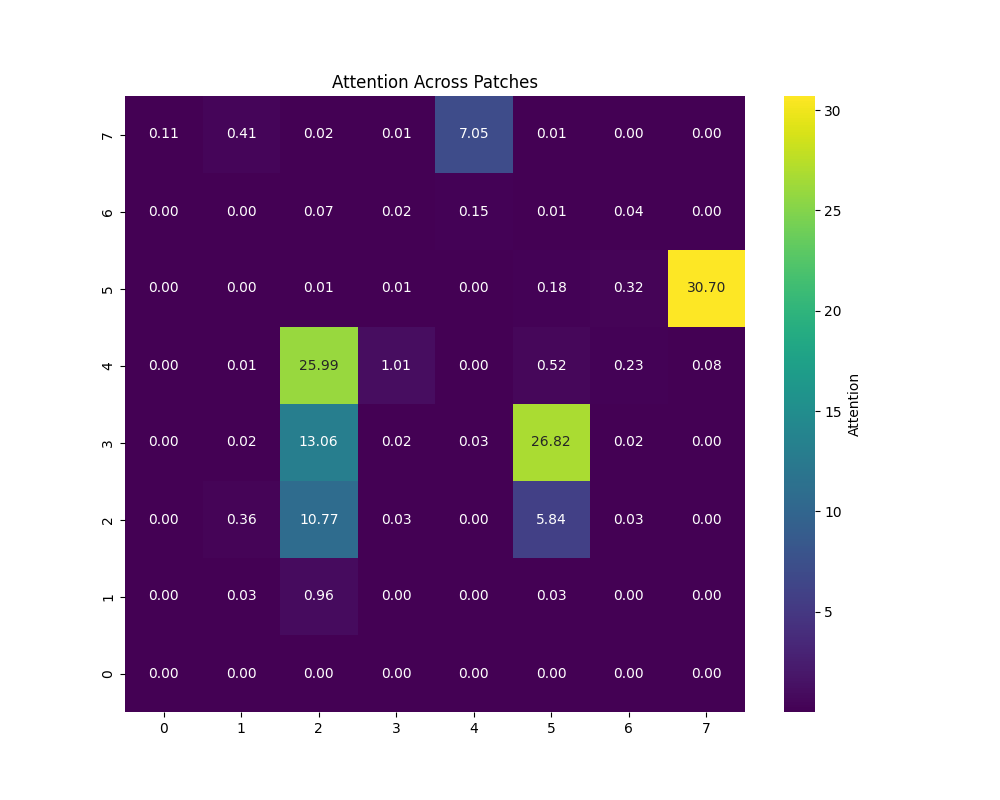 Attention Across Patches
7 0.11 0.41 0.02 0.01 7.05 0.01 0.00 0.00
6 0.00 0.00 0.07 0.02 0.15 0.01 0.04 0.00
5 0.00 0.00 0.01 0.01 0.00 0.18 0.32 30.70
4 0.00 0.01 25.99 1.01 0.00 0.52 0.23 0.08
3 0.00 0.02 13.06 0.02 0.03 26.82 0.02 0.00
2 0.00 0.36 10.77 0.03 0.00 5.84 0.03 0.00
1 0.00 0.03 0.96 0.00 0.00 0.03 0.00 0.00
0 0.00 0.00 0.00 0.00 0.00 0.00 0.00 0.00
0 1 2 3 4 5 6 7
30
25
20
15
10
5
Attention